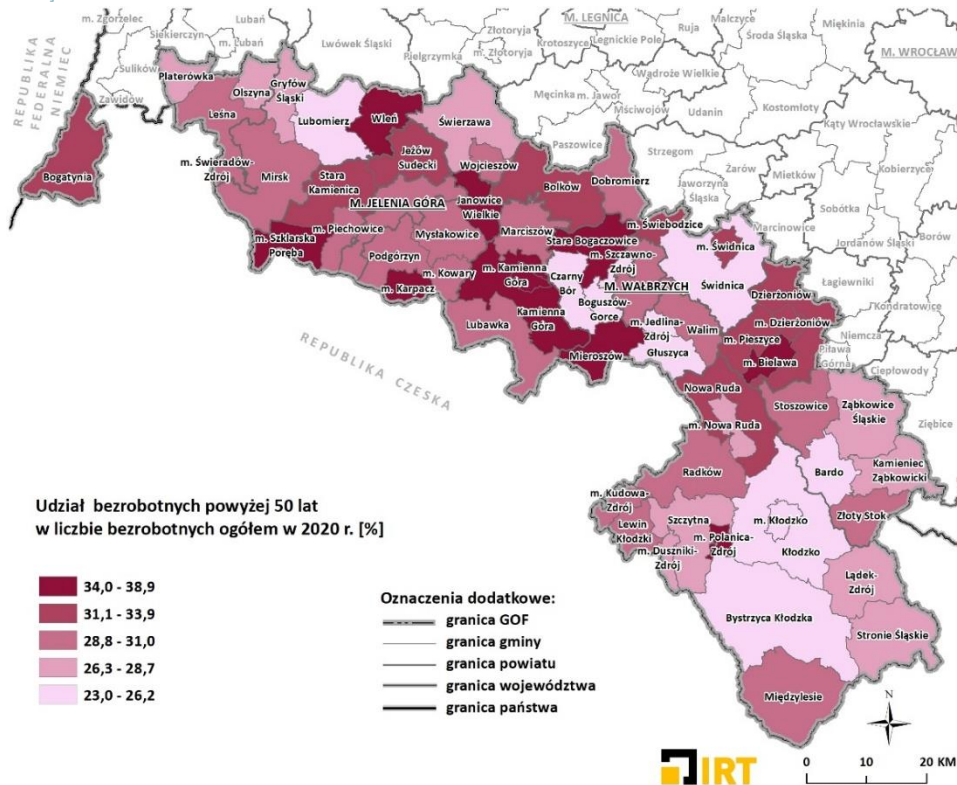 m. Zgorzelec
Lubań
Siekierczyn
m. Lubań
Sulików
Zawidów
Lwówek Śląski
Pielgrzymka
Złotoryja
m. Złotoryja
Krotoszyce
M. LEGNICA
Legnickie Pole
Ruja
Malczyce
Środa Śląska
Miękinia
M. WROCŁAW
Wądroże Wielkie
Męcinka
m. Jawor
Mściwojów
Udanin
Kostomłoty
Kąty Wrocławskie
Paszowice
Strzegom
Żarów
Mietków
Kobierzyce
Jaworzyna
Śląska
Marcinowice
Sobótka
Jordanów Śląski
Borów
Łagiewniki
Kondratowice
Niemcza
Piława
Górna
Ciepłowody
Ziębice
REPUBLIKA
FEDERALNA
NIEMIEC
REPUBLIKA CZESKA
Platerówka
Olszyna
Gryfów
Śląski
Leśna
Lubomierz
Wleń
Świerzawa
Bogatynia
m. Świeradów-
Zdrój
Mirsk
Stara
Kamienica
Jeżów
Sudecki
Wojcieszów
Bolków
Dobromierz
M. JELENIA GÓRA
Janowice
Wielkie
m. Piechowice
m. Szklarska
Poręba
Mysłakowice
Marciszów
Stare Bogaczowice
m. Świebodzice
m. Świdnica
Świdnica
Podgórzyn
m. Kowary
m. Karpacz
m. Kamienna
Góra
Czarny
Bór
m. Szczawno-
Zdrój
M. WAŁBRZYCH
Boguszów-
Gorce
Kamienna
Góra
Lubawka
Mieroszów
m. Jedlina-
Zdrój
Głuszyca
Walim
Dzierżoniów
m. Dzierżoniów
m. Pieszyce
m. Bielawa
Nowa Ruda
m. Nowa Ruda
Stoszowice
Ząbkowice
Śląskie
Bardo
Kamieniec
Ząbkowicki
Złoty Stok
Radków
m. Kudowa-
Zdrój
Lewin
Kłodzki
Szczytna
m. Duszniki-
Zdrój
m. Polanica-
Zdrój
m. Kłodzko
Kłodzko
Lądek-
Zdrój
Bystrzyca Kłodzka
Stronie Śląskie
Międzylesie
Udział bezrobotnych powyżej 50 lat
w liczbie bezrobotnych ogółem w 2020 r. [%]
34,0 - 38,9
31,1 - 33,9
28,8 - 31,0
26,3 - 28,7
23,0 - 26,2
Oznaczenia dodatkowe:
granica GOF
granica gminy
granica powiatu
granica województwa
granica państwa
N
IRT
0 10 20 KM